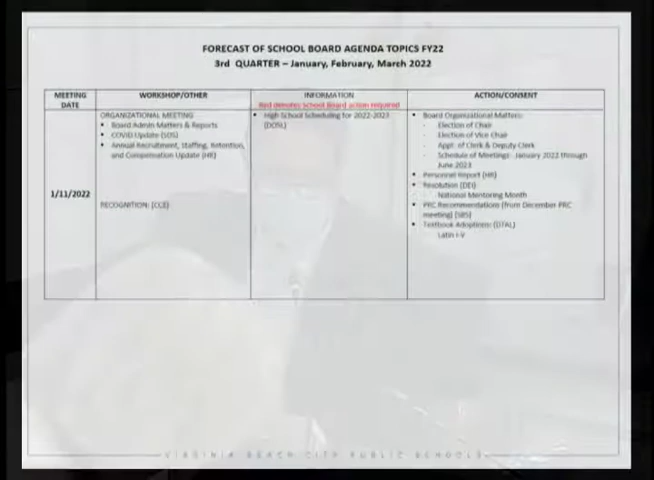 FORECAST OF SCHOOL BOARD AGENDA TOPICS FY22
3rd QUARTER – January, February, March 2022
MEETING DATE
WORKSHOP/OTHER
INFORMATION
Red denotes School Board action required
ACTION/CONSENT
1/11/2022
ORGANIZATIONAL MEETING
• Board Admin Matters & Reports
• COVID Update (SOS)
• Annual Recruitment, Staffing, Retention,
and Compensation Update (HR)
RECOGNITION: (CCE)
• High School Scheduling for 2022-2023
(DOSL)
• Board Organizational Matters:
- Election of Chair
- Election of Vice Chair
- Appt. of Clerk & Deputy Clerk
- Schedule of Meetings: January 2022 through
June 2023
• Personnel Report (HR)
• Resolution (DEI)
- National Mentoring Month
• PRC Recommendations (from December PRC
meeting) (SBS)
• Textbook Adoptions: (DTAL)
Latin I-V
VIRGINIA BEACH CITY PUBLIC SCHOOLS